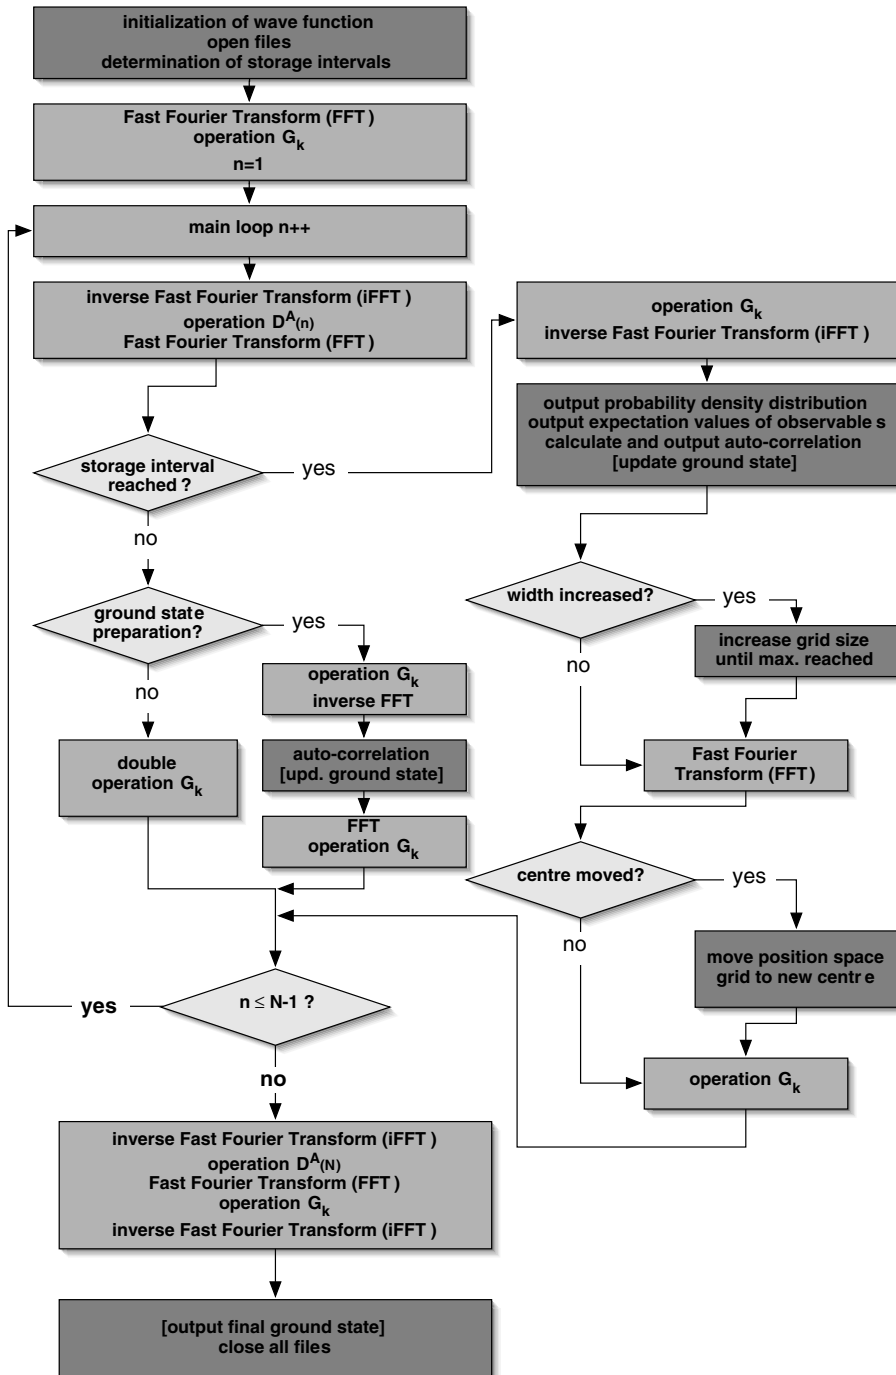 initialization of wave function
open files
determination of storage intervals
Fast Fourier Transform (FFT)
operation Gk
n=1
main loop n++
inverse Fast Fourier Transform (iFFT)
operation DA(n)
Fast Fourier Transform (FFT)
storage interval
reached?
yes
no
ground state
preparation?
yes
no
operation Gk
inverse FFT
auto-correlation
[upd. ground state]
FFT
operation Gk
double
operation Gk
operation Gk
inverse Fast Fourier Transform (iFFT)
output probability density distribution
output expectation values of observables
calculate and output auto-correlation
[update ground state]
width increased?
yes
no
increase grid size
until max. reached
Fast Fourier
Transform (FFT)
centre moved?
yes
no
move position space
grid to new centre
operation Gk
n ≤ N-1 ?
yes
no
inverse Fast Fourier Transform (iFFT)
operation DA(N)
Fast Fourier Transform (FFT)
operation Gk
inverse Fast Fourier Transform (iFFT)
[output final ground state]
close all files